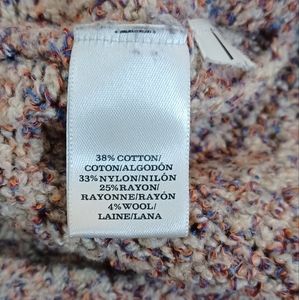 38% COTTON/
COTON/ALGODÓN
33% NYLON/NILÓN
25% RAYON/
RAYONNE/RAYÓN
4% WOOL/
LAINE/LANA